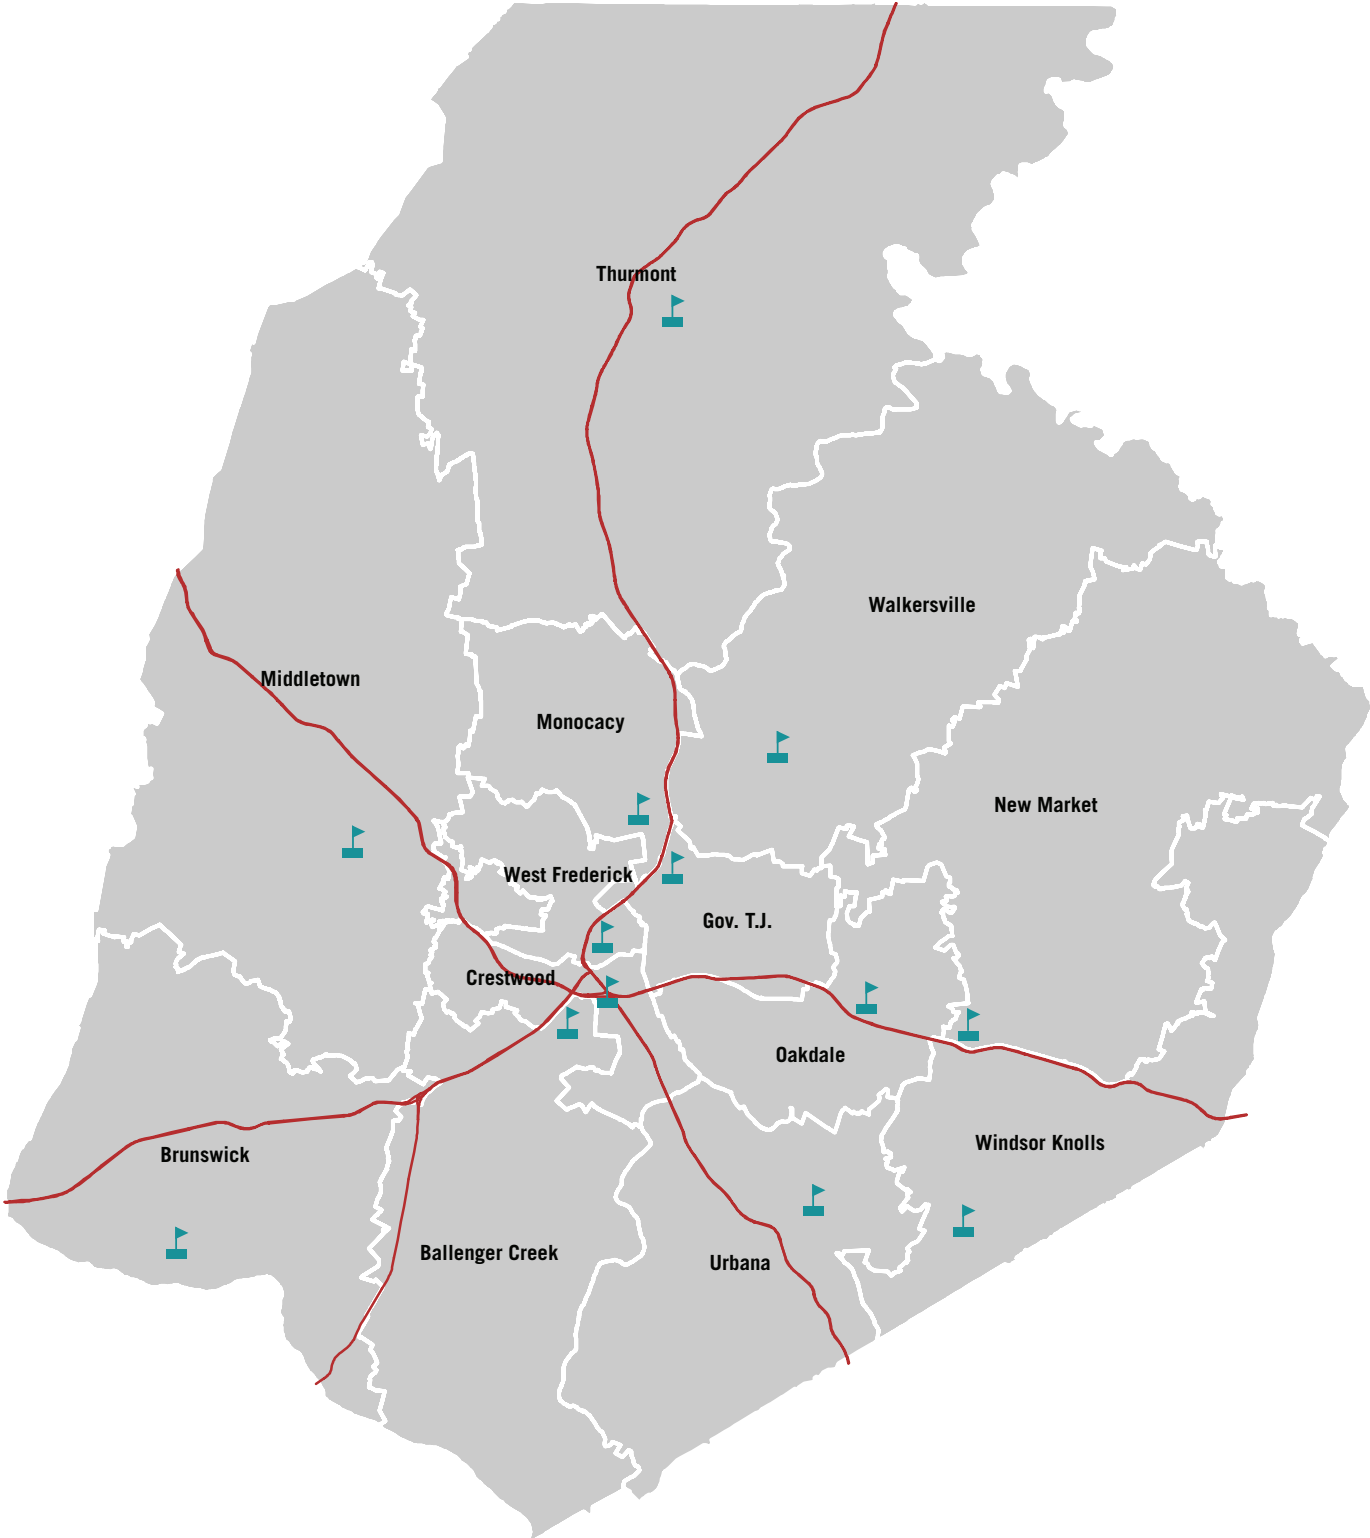 Thurmont
Walkersville
Middletown
Monocacy
New Market
West Frederick
Gov. T.J.
Crestwood
Oakdale
Windsor Knolls
Brunswick
Ballenger Creek
Urbana